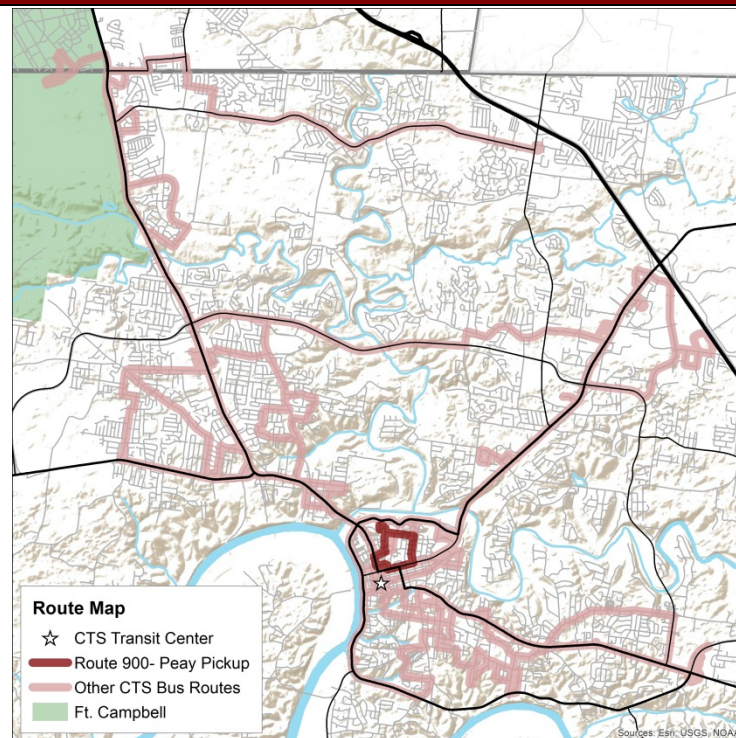 Route Map
CTS Transit Center
Route 900- Peay Pickup
Other CTS Bus Routes
Ft. Campbell
Sources: Esri, USGS, NOAA